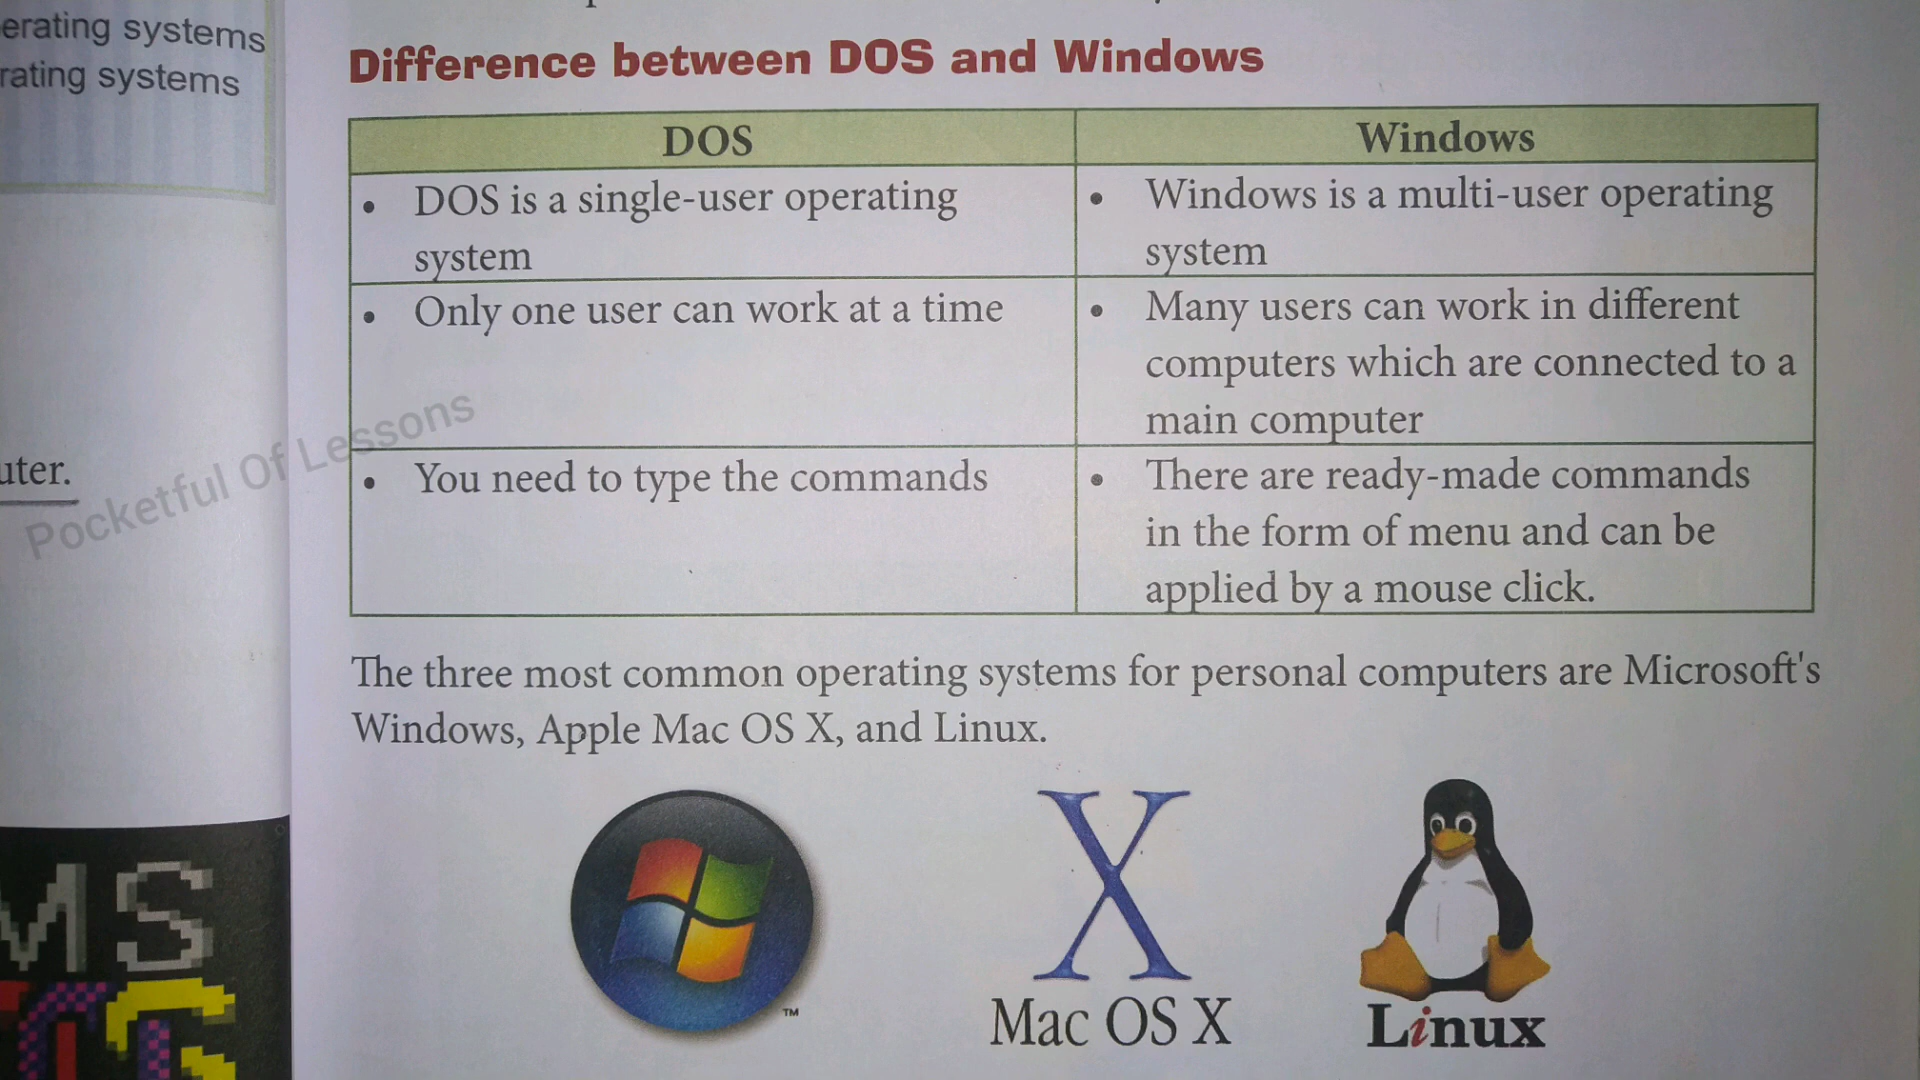 erating systems
rating systems
uter.
MS
Difference between DOS and Windows
DOS
Windows
• DOS is a single-user operating
system
• Windows is a multi-user operating
system
• Only one user can work at a time
• Many users can work in different
computers which are connected to a
main computer
• You need to type the commands
• There are ready-made commands
in the form of menu and can be
applied by a mouse click.
The three most common operating systems for personal computers are Microsoft's
Windows, Apple Mac OS X, and Linux.
TM
X
Mac OS X
Linux
Pocketful Of Lessons